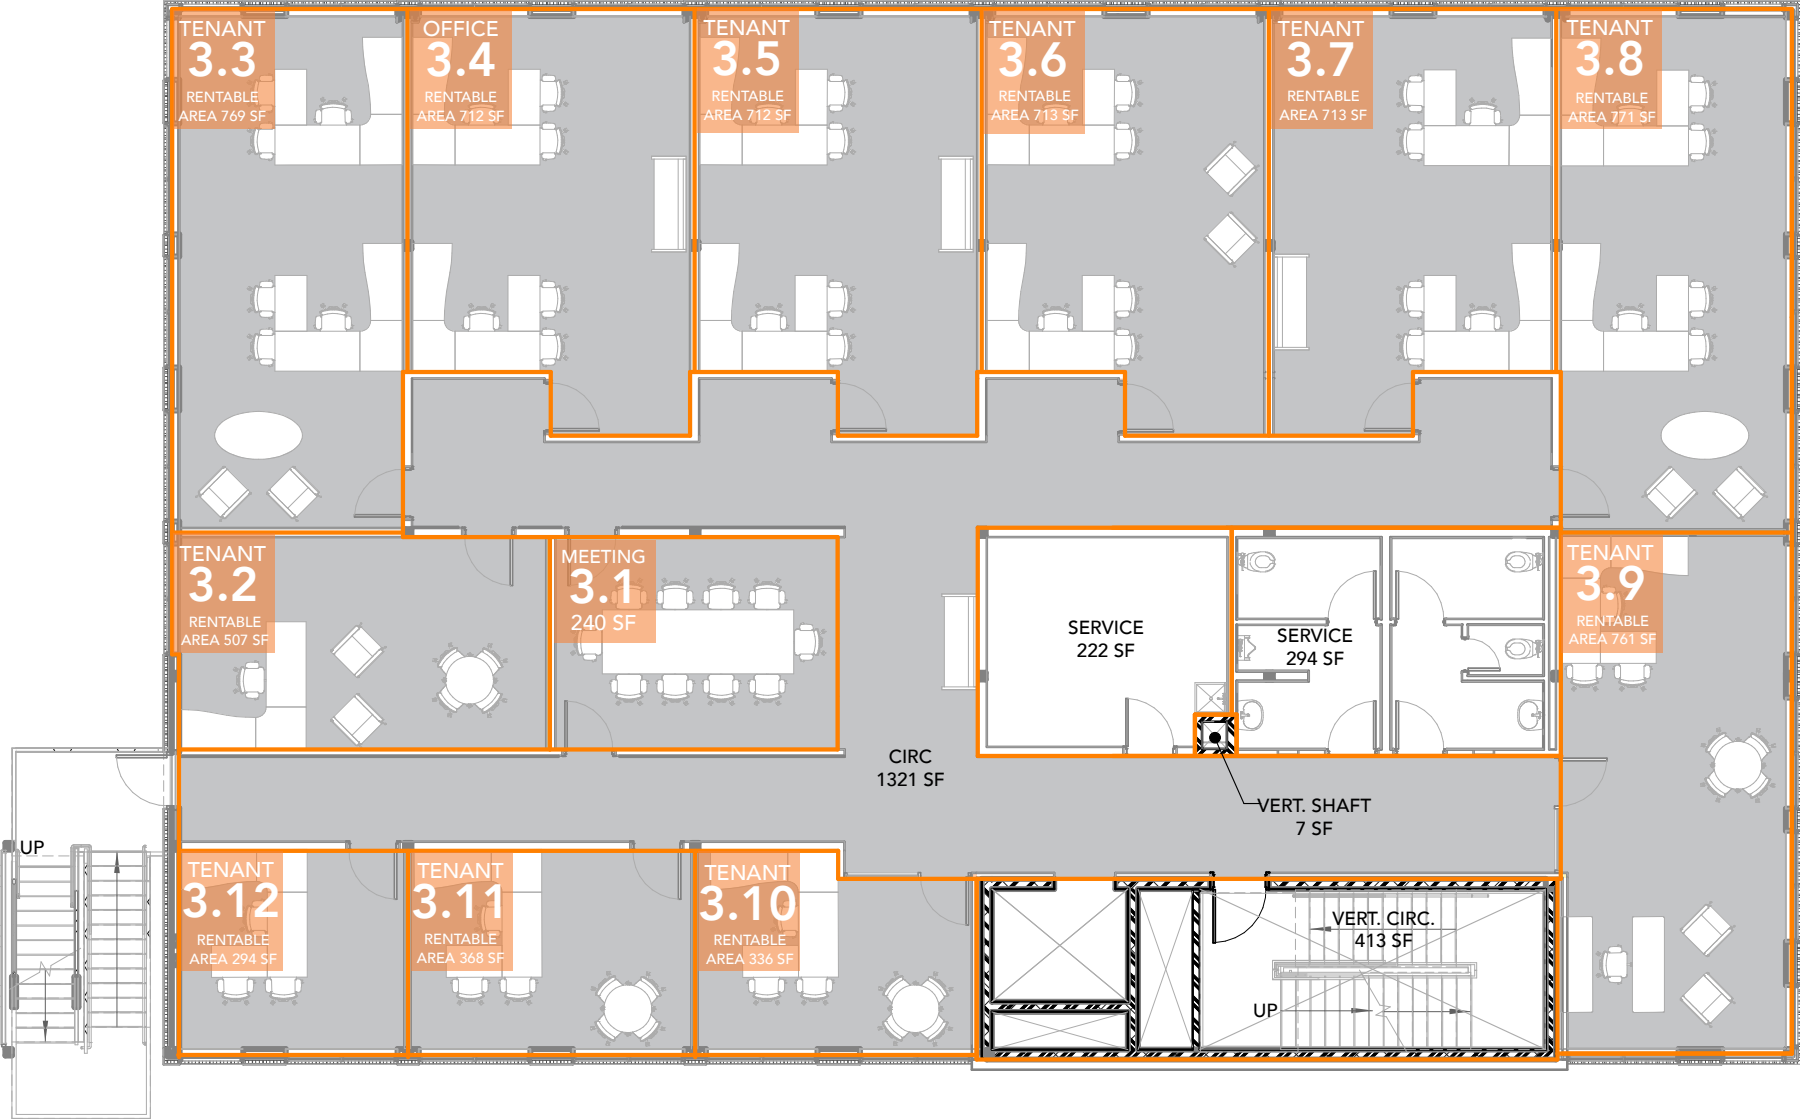 TENANT
3.3
RENTABLE
AREA 769 SF
OFFICE
3.4
RENTABLE
AREA 712 SF
TENANT
3.5
RENTABLE
AREA 712 SF
TENANT
3.6
RENTABLE
AREA 713 SF
TENANT
3.7
RENTABLE
AREA 713 SF
TENANT
3.8
RENTABLE
AREA 771 SF
TENANT
3.2
RENTABLE
AREA 507 SF
MEETING
3.1
240 SF
SERVICE
222 SF
SERVICE
294 SF
TENANT
3.9
RENTABLE
AREA 761 SF
CIRC
1321 SF
VERT. SHAFT
7 SF
UP
TENANT
3.12
RENTABLE
AREA 294 SF
TENANT
3.11
RENTABLE
AREA 368 SF
TENANT
3.10
RENTABLE
AREA 336 SF
VERT. CIRC.
413 SF
UP